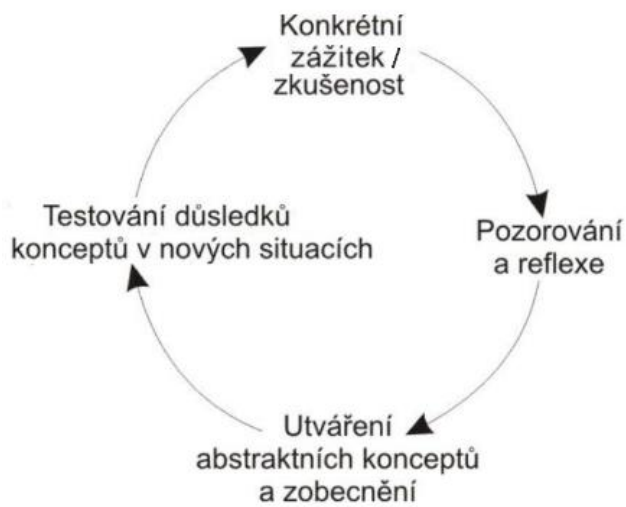 Konkrétní
zážitek /
zkušenost
Pozorování
a reflexe
Utváření
abstraktních konceptů
a zobecnění
Testování důsledků
konceptů v nových situacích